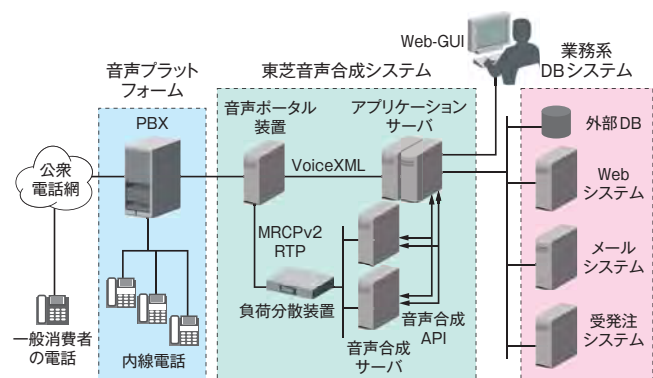 Web-GUI
業務系
DBシステム
音声プラット
フォーム
東芝音声合成システム
PBX
音声ポータル
装置
アプリケーション
サーバ
外部DB
公衆
電話網
VoiceXML
Web
システム
MRCPv2
RTP
メール
システム
負荷分散装置
音声合成
API
一般消費者
の電話
内線電話
音声合成
サーバ
受発注
システム